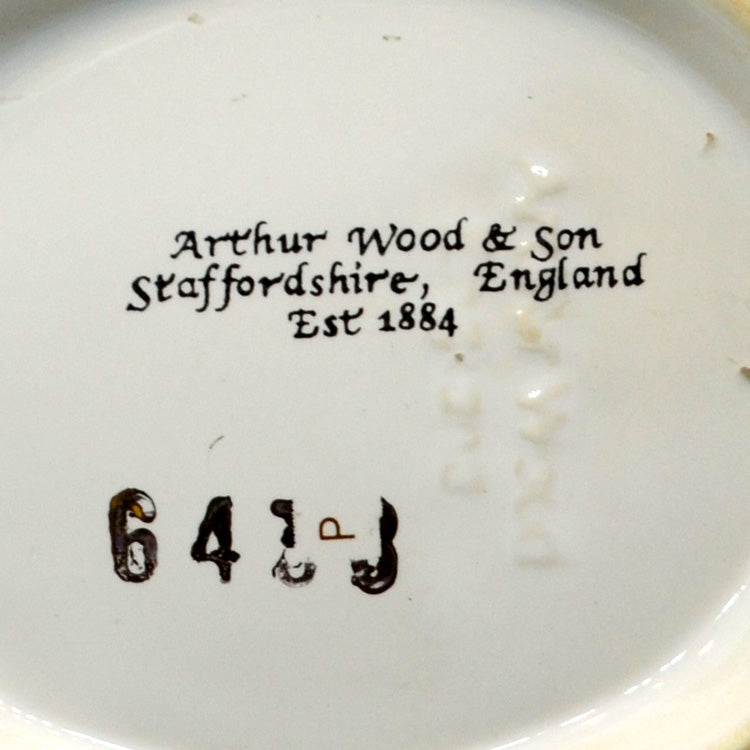 Arthur Wood & Son
Staffordshire, England
Est 1884
P